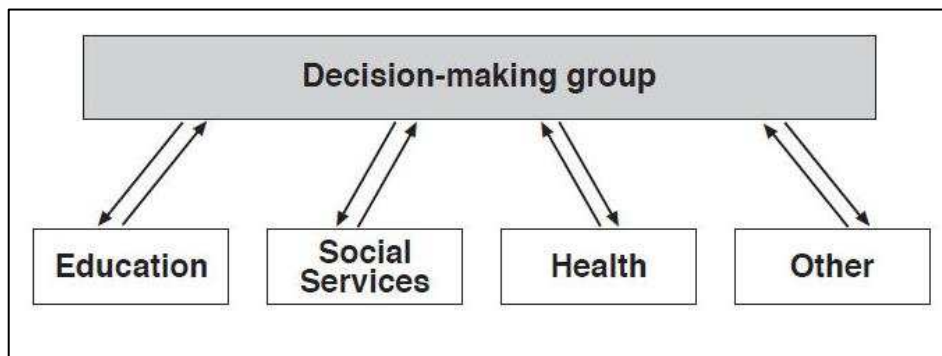 Decision-making group
Education
Social
Services
Health
Other